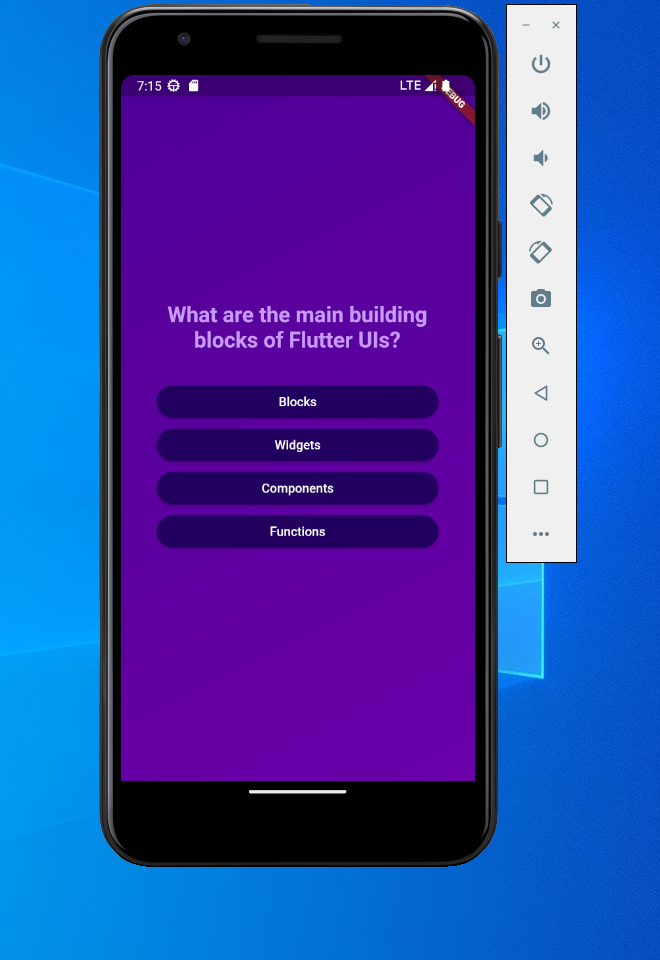 7:15 LTE
DEBUG
What are the main building
blocks of Flutter UIs?
Blocks
Widgets
Components
Functions